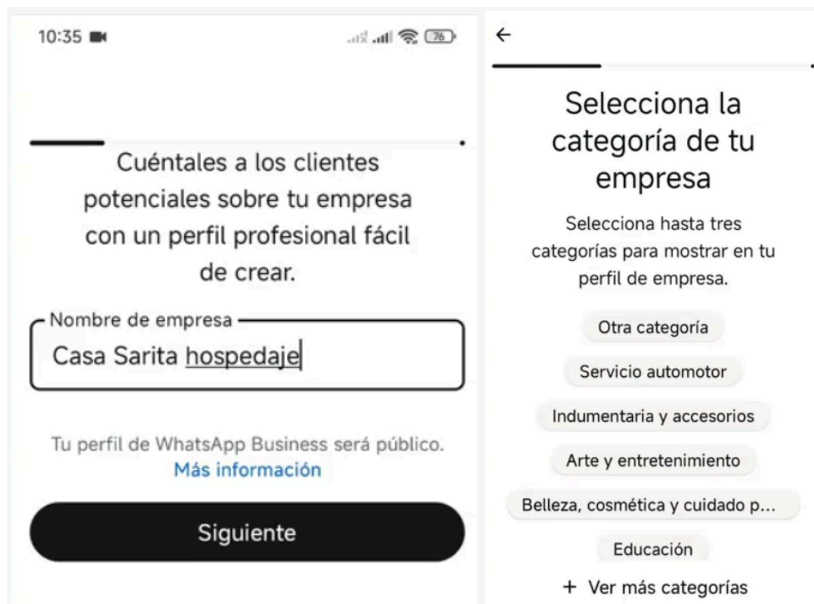 10:35
76
Cuéntales a los clientes
potenciales sobre tu empresa
con un perfil profesional fácil
de crear.
Nombre de empresa
Casa Sarita hospedaje
Tu perfil de WhatsApp Business será público.
Más información
Siguiente
Selecciona la
categoría de tu
empresa
Selecciona hasta tres
categorías para mostrar en tu
perfil de empresa.
Otra categoría
Servicio automotor
Indumentaria y accesorios
Arte y entretenimiento
Belleza, cosmética y cuidado p...
Educación
+ Ver más categorías